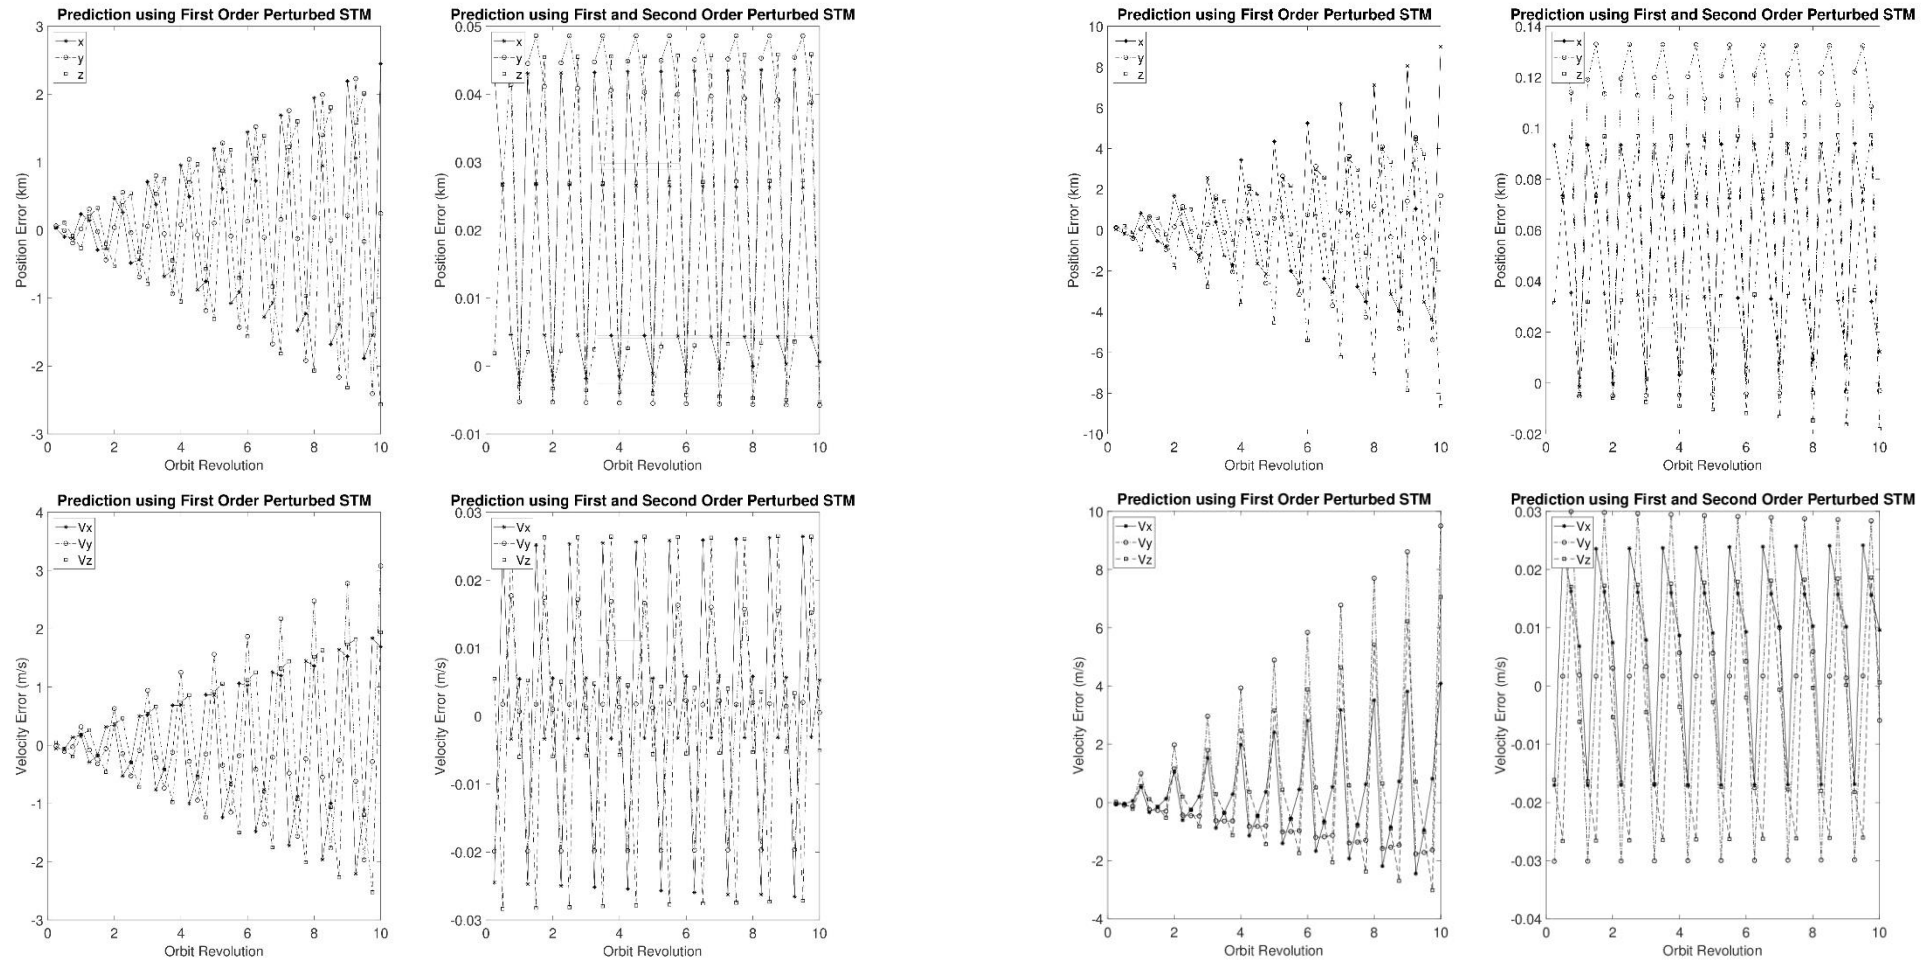 Prediction using First Order Perturbed STM
3
2
1
0
-1
-2
-3
Position Error (km)
x
y
z
0
2
4
6
8
10
Orbit Revolution
Prediction using First and Second Order Perturbed STM
0.05
0.04
0.03
0.02
0.01
0
-0.01
Position Error (km)
x
y
z
0
2
4
6
8
10
Orbit Revolution
Prediction using First Order Perturbed STM
10
8
6
4
2
0
-2
-4
-6
-8
-10
Position Error (km)
x
y
z
0
2
4
6
8
10
Orbit Revolution
Prediction using First and Second Order Perturbed STM
0.14
0.12
0.1
0.08
0.06
0.04
0.02
0
-0.02
Position Error (km)
x
y
z
0
2
4
6
8
10
Orbit Revolution
Prediction using First Order Perturbed STM
4
3
2
1
0
-1
-2
-3
Velocity Error (m/s)
Vx
Vy
Vz
0
2
4
6
8
10
Orbit Revolution
Prediction using First and Second Order Perturbed STM
0.03
0.02
0.01
0
-0.01
-0.02
-0.03
Velocity Error (m/s)
Vx
Vy
Vz
0
2
4
6
8
10
Orbit Revolution
Prediction using First Order Perturbed STM
10
8
6
4
2
0
-2
-4
Velocity Error (m/s)
Vx
Vy
Vz
0
2
4
6
8
10
Orbit Revolution
Prediction using First and Second Order Perturbed STM
0.03
0.02
0.01
0
-0.01
-0.02
-0.03
-0.04
Velocity Error (m/s)
Vx
Vy
Vz
0
2
4
6
8
10
Orbit Revolution